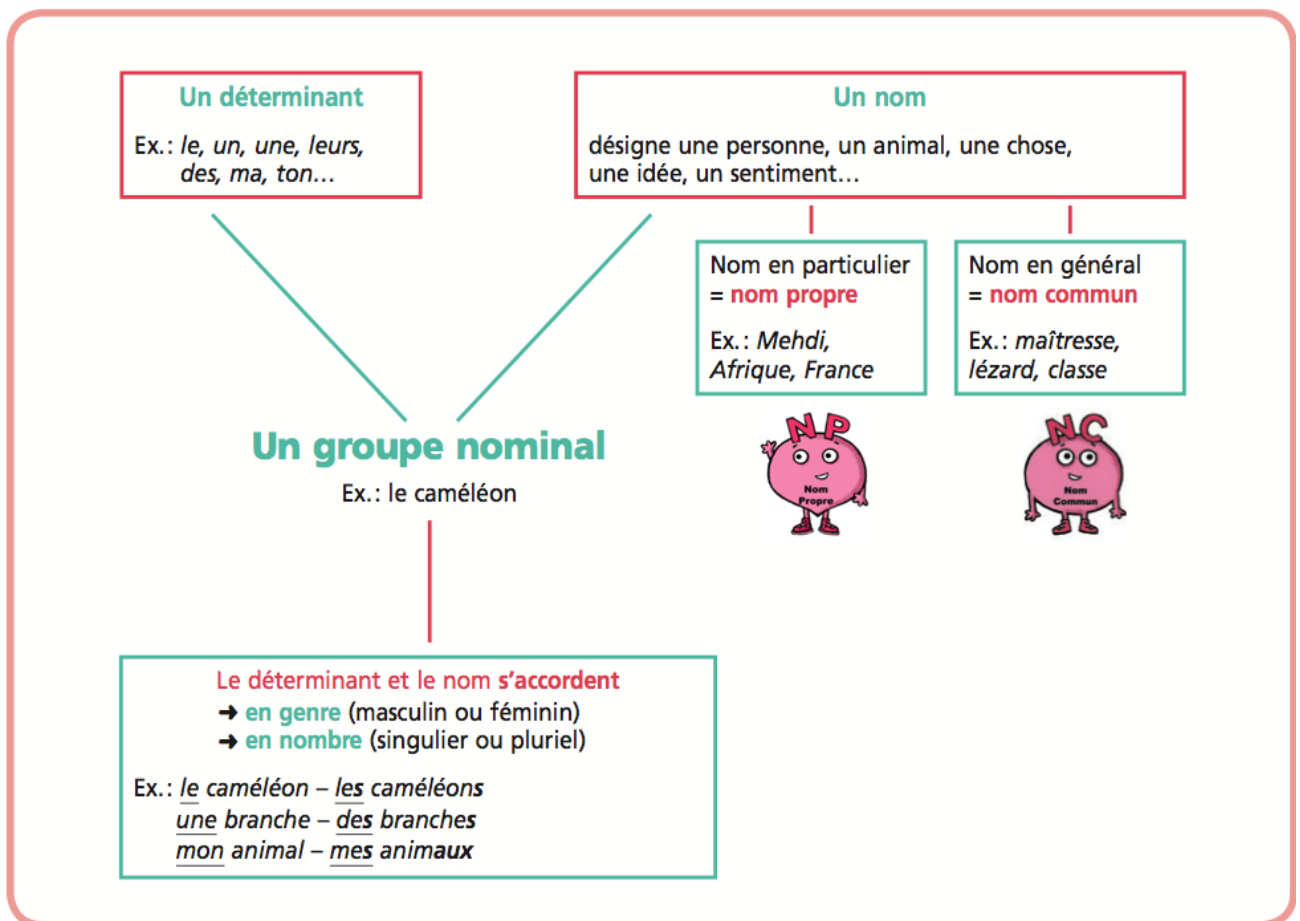 Un déterminant
Ex.: le, un, une, leurs,
des, ma, ton…
Un nom
désigne une personne, un animal, une chose,
une idée, un sentiment…
Nom en particulier
= nom propre
Ex.: Mehdi,
Afrique, France
Nom en général
= nom commun
Ex.: maîtresse,
lézard, classe
NP
Nom
Propre
NC
Nom
Commun
Un groupe nominal
Ex.: le caméléon
Le déterminant et le nom s’accordent
➜ en genre (masculin ou féminin)
➜ en nombre (singulier ou pluriel)
Ex.: le caméléon – les caméléons
une branche – des branches
mon animal – mes animaux